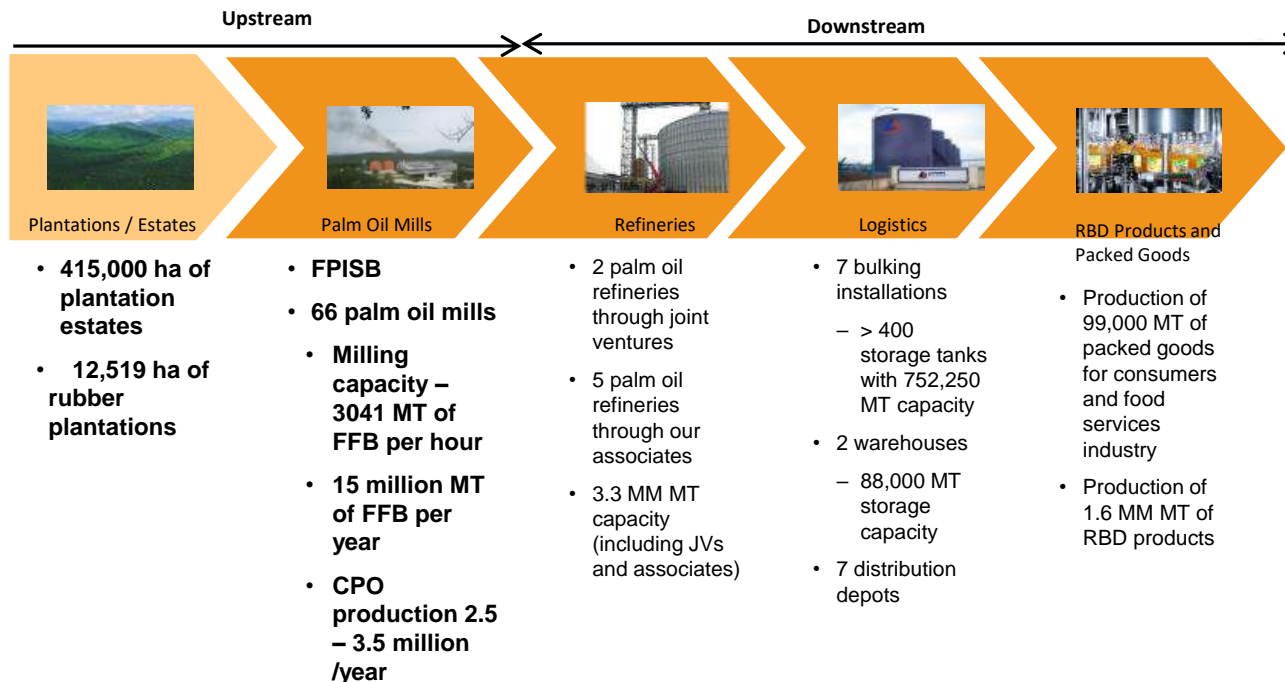 Upstream
Downstream
Plantations / Estates
• 415,000 ha of
plantation
estates
• 12,519 ha of
rubber
plantations
Palm Oil Mills
• FPISB
• 66 palm oil mills
• Milling
capacity –
3041 MT of
FFB per hour
• 15 million MT
of FFB per
year
• CPO
production 2.5
– 3.5 million
/year
Refineries
• 2 palm oil
refineries
through joint
ventures
• 5 palm oil
refineries
through our
associates
• 3.3 MM MT
capacity
(including JVs
and associates)
Logistics
• 7 bulking
installations
– > 400
storage tanks
with 752,250
MT capacity
• 2 warehouses
– 88,000 MT
storage
capacity
• 7 distribution
depots
RBD Products and
Packed Goods
• Production of
99,000 MT of
packed goods
for consumers
and food
services
industry
• Production of
1.6 MM MT of
RBD products